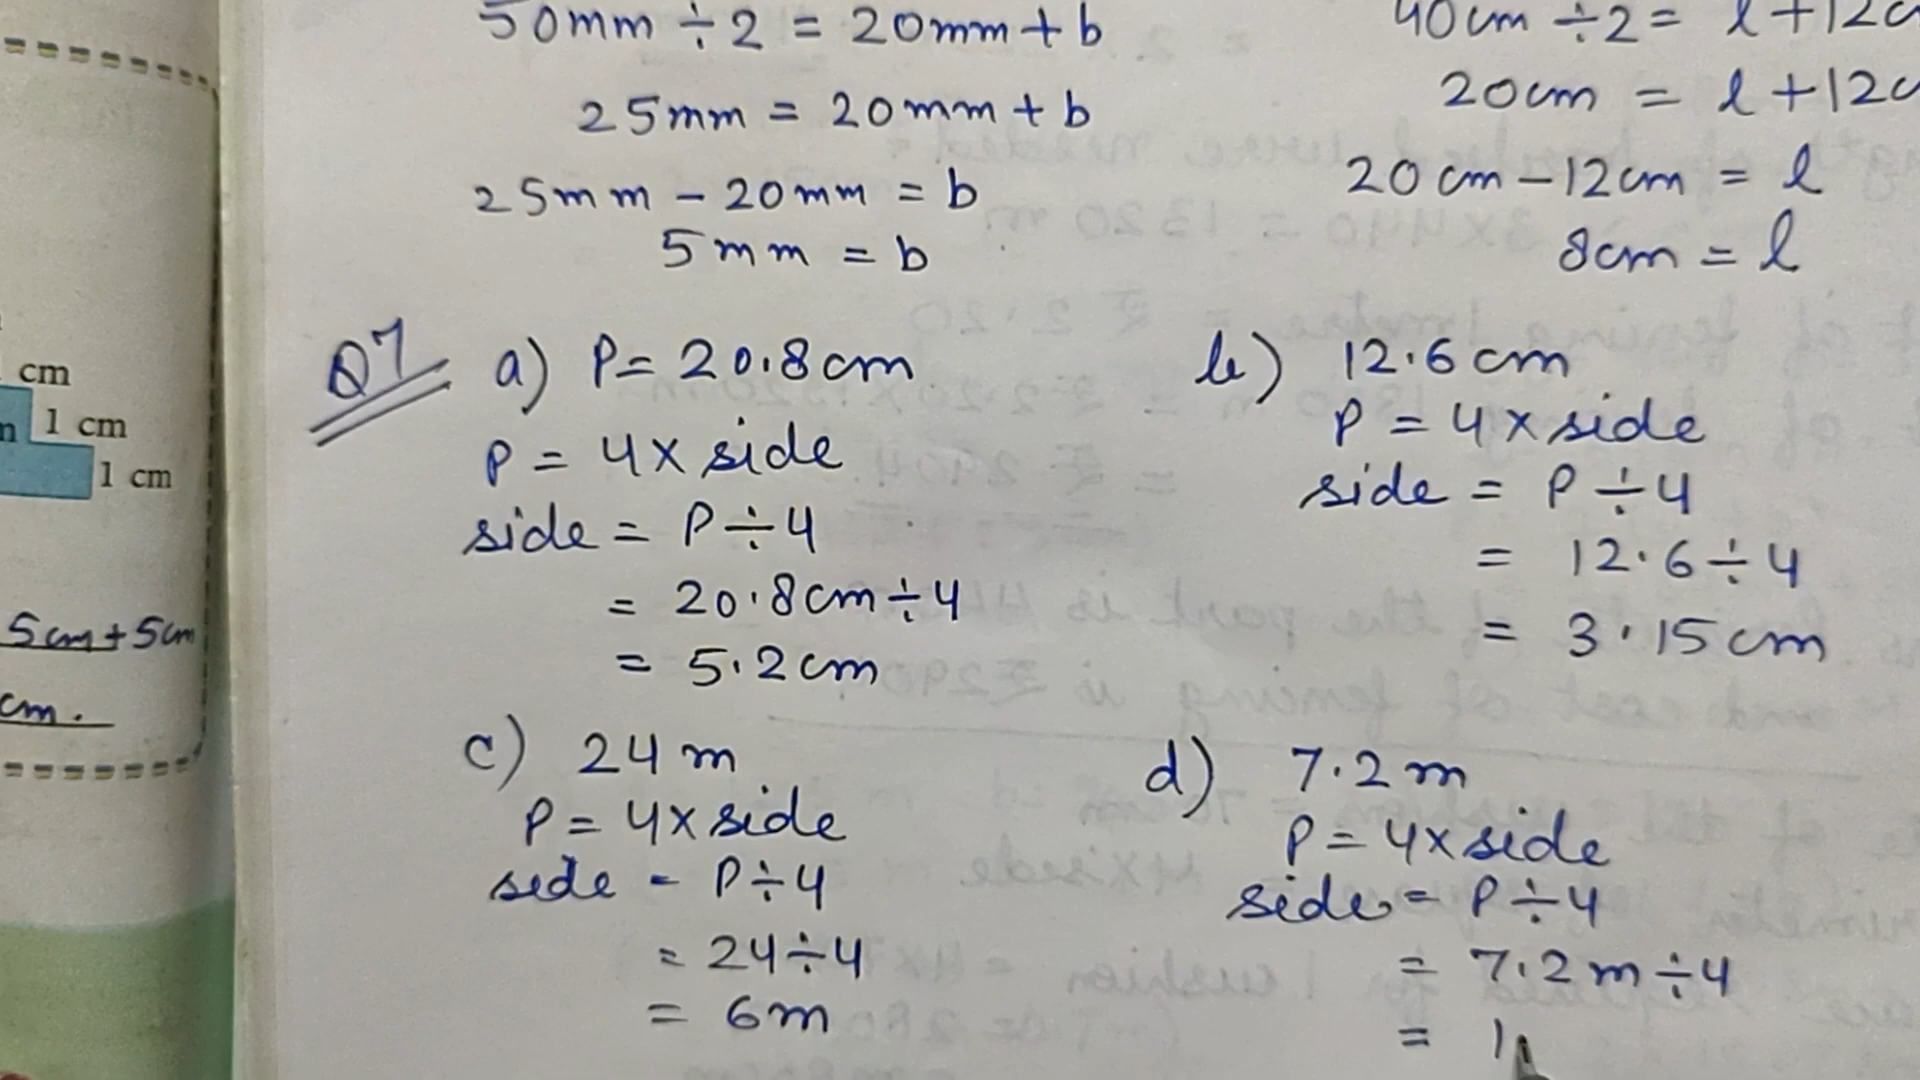 50mm ÷ 2 = 20mm + b
25mm = 20mm + b
25mm - 20mm = b
5mm = b
40cm ÷ 2 = l + 12c
20cm = l + 12c
20cm - 12cm = l
8cm = l
Q7 a) P = 20.8cm
P = 4 x side
side = P ÷ 4
= 20.8cm ÷ 4
= 5.2cm
b) 12.6cm
P = 4 x side
side = P ÷ 4
= 12.6 ÷ 4
= 3.15cm
c) 24m
P = 4 x side
side = P ÷ 4
= 24 ÷ 4
= 6m
d) 7.2m
P = 4 x side
side = P ÷ 4
= 7.2m ÷ 4
= 1
cm
1 cm
1 cm
5cm + 5cm
cm.